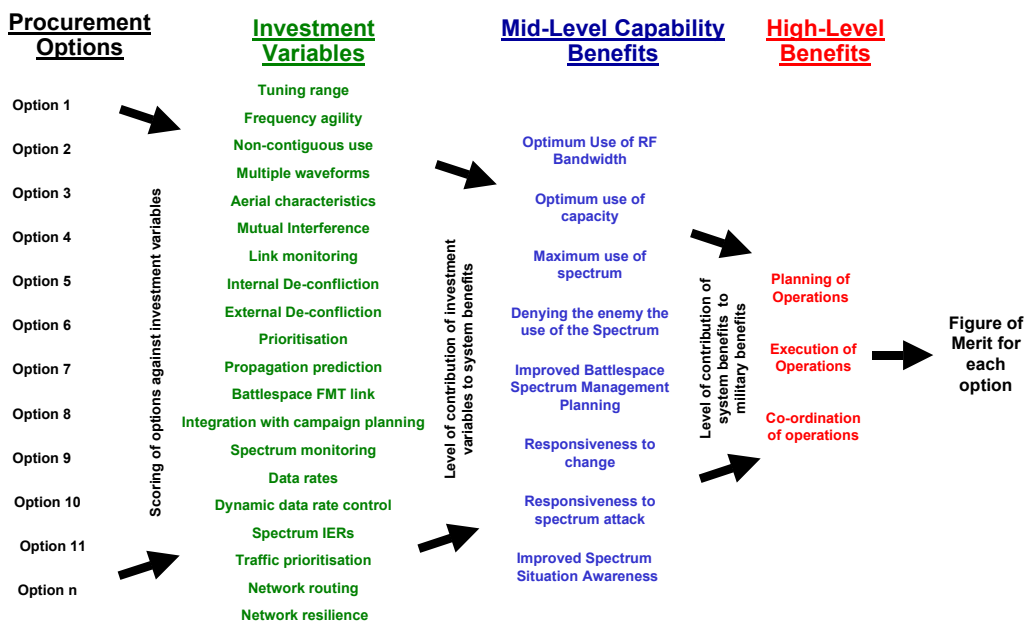 Procurement
Options
Option 1
Option 2
Option 3
Option 4
Option 5
Option 6
Option 7
Option 8
Option 9
Option 10
Option 11
Option n
Scoring of options against investment variables
Investment
Variables
Tuning range
Frequency agility
Non-contiguous use
Multiple waveforms
Aerial characteristics
Mutual Interference
Link monitoring
Internal De-confliction
External De-confliction
Prioritisation
Propagation prediction
Battlespace FMT link
Integration with campaign planning
Spectrum monitoring
Data rates
Dynamic data rate control
Spectrum IERs
Traffic prioritisation
Network routing
Network resilience
Level of contribution of investment
variables to system benefits
Mid-Level Capability
Benefits
Optimum Use of RF
Bandwidth
Optimum use of
capacity
Maximum use of
spectrum
Denying the enemy the
use of the Spectrum
Improved Battlespace
Spectrum Management
Planning
Responsiveness to
change
Responsiveness to
spectrum attack
Improved Spectrum
Situation Awareness
Level of contribution of
system benefits to
military benefits
High-Level
Benefits
Planning of
Operations
Execution of
Operations
Co-ordination
of operations
Figure of
Merit for
each
option